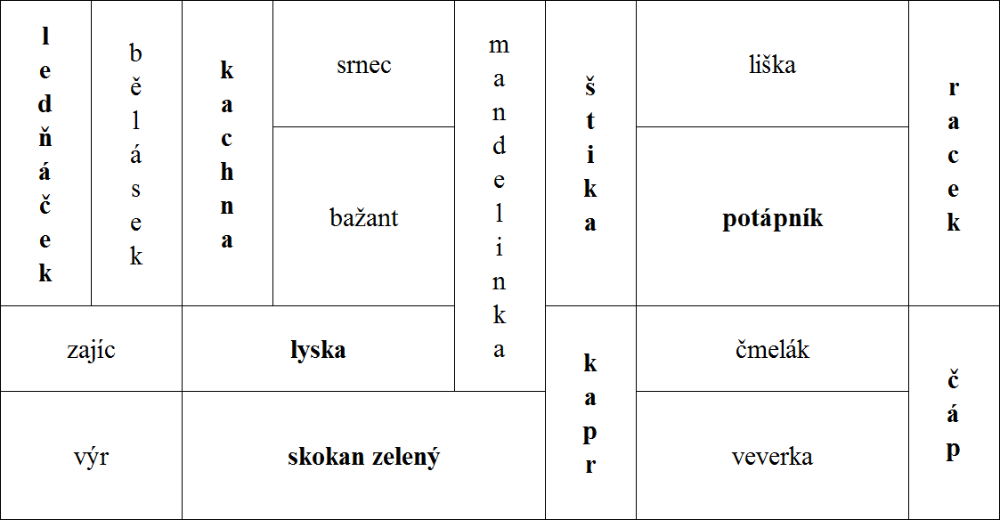 ledňáček
bělásek
kachna
srnec
mandelinka
štika
liška
racek
bažant
potápník
zajíc
lyska
kapr
čmelák
čáp
výr
skokan zelený
veverka